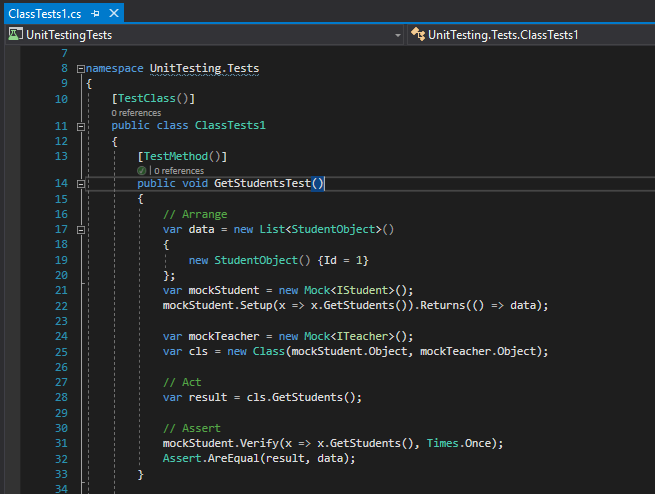 ClassTests1.cs
UnitTestingTests UnitTesting.Tests.ClassTests1
7
8 namespace UnitTesting.Tests
9 {
10 [TestClass()]
0 references
11 public class ClassTests1
12 {
13 [TestMethod()]
| 0 references
14 public void GetStudentsTest()
15 {
16 // Arrange
17 var data = new List<StudentObject>()
18 {
19 new StudentObject() {Id = 1}
20 };
21 var mockStudent = new Mock<IStudent>();
22 mockStudent.Setup(x => x.GetStudents()).Returns(() => data);
23
24 var mockTeacher = new Mock<ITeacher>();
25 var cls = new Class(mockStudent.Object, mockTeacher.Object);
26
27 // Act
28 var result = cls.GetStudents();
29
30 // Assert
31 mockStudent.Verify(x => x.GetStudents(), Times.Once);
32 Assert.AreEqual(result, data);
33 }
34